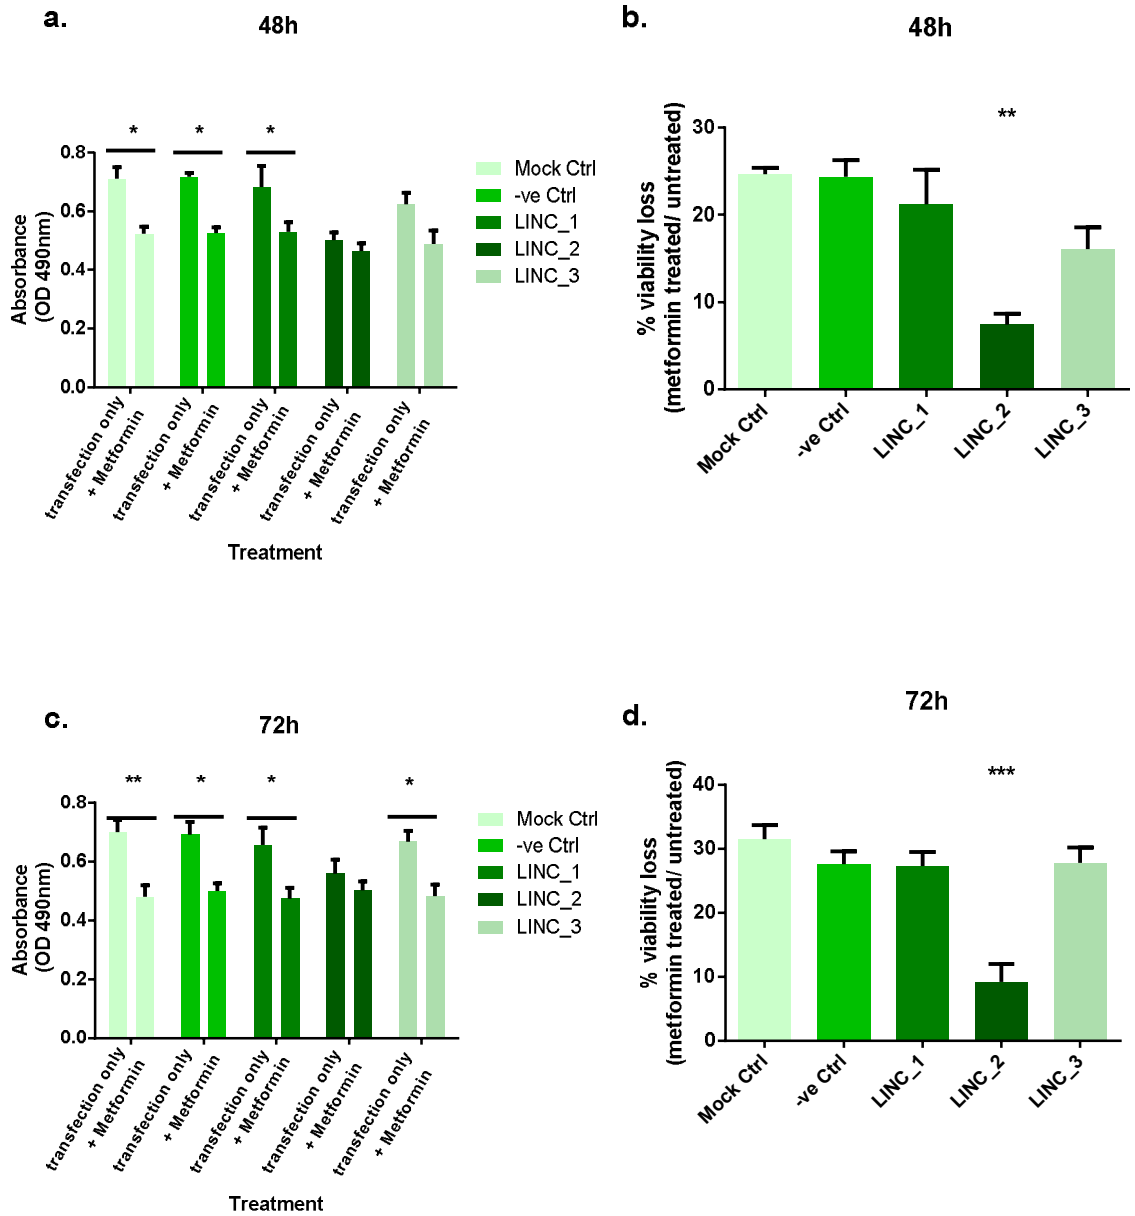 a.
48h
*
*
*
0.8
0.6
0.4
0.2
0.0
Absorbance
(OD 490nm)
transfection only
+ Metformin
transfection only
+ Metformin
transfection only
+ Metformin
transfection only
+ Metformin
transfection only
+ Metformin
Treatment
Mock Ctrl
-ve Ctrl
LINC_1
LINC_2
LINC_3
b.
48h
**
30
20
10
0
% viability loss
(metformin treated/ untreated)
Mock Ctrl
-ve Ctrl
LINC_1
LINC_2
LINC_3
c.
72h
**
*
*
*
0.8
0.6
0.4
0.2
0.0
Absorbance
(OD 490nm)
transfection only
+ Metformin
transfection only
+ Metformin
transfection only
+ Metformin
transfection only
+ Metformin
transfection only
+ Metformin
Treatment
Mock Ctrl
-ve Ctrl
LINC_1
LINC_2
LINC_3
d.
72h
***
40
30
20
10
0
% viability loss
(metformin treated/ untreated)
Mock Ctrl
-ve Ctrl
LINC_1
LINC_2
LINC_3